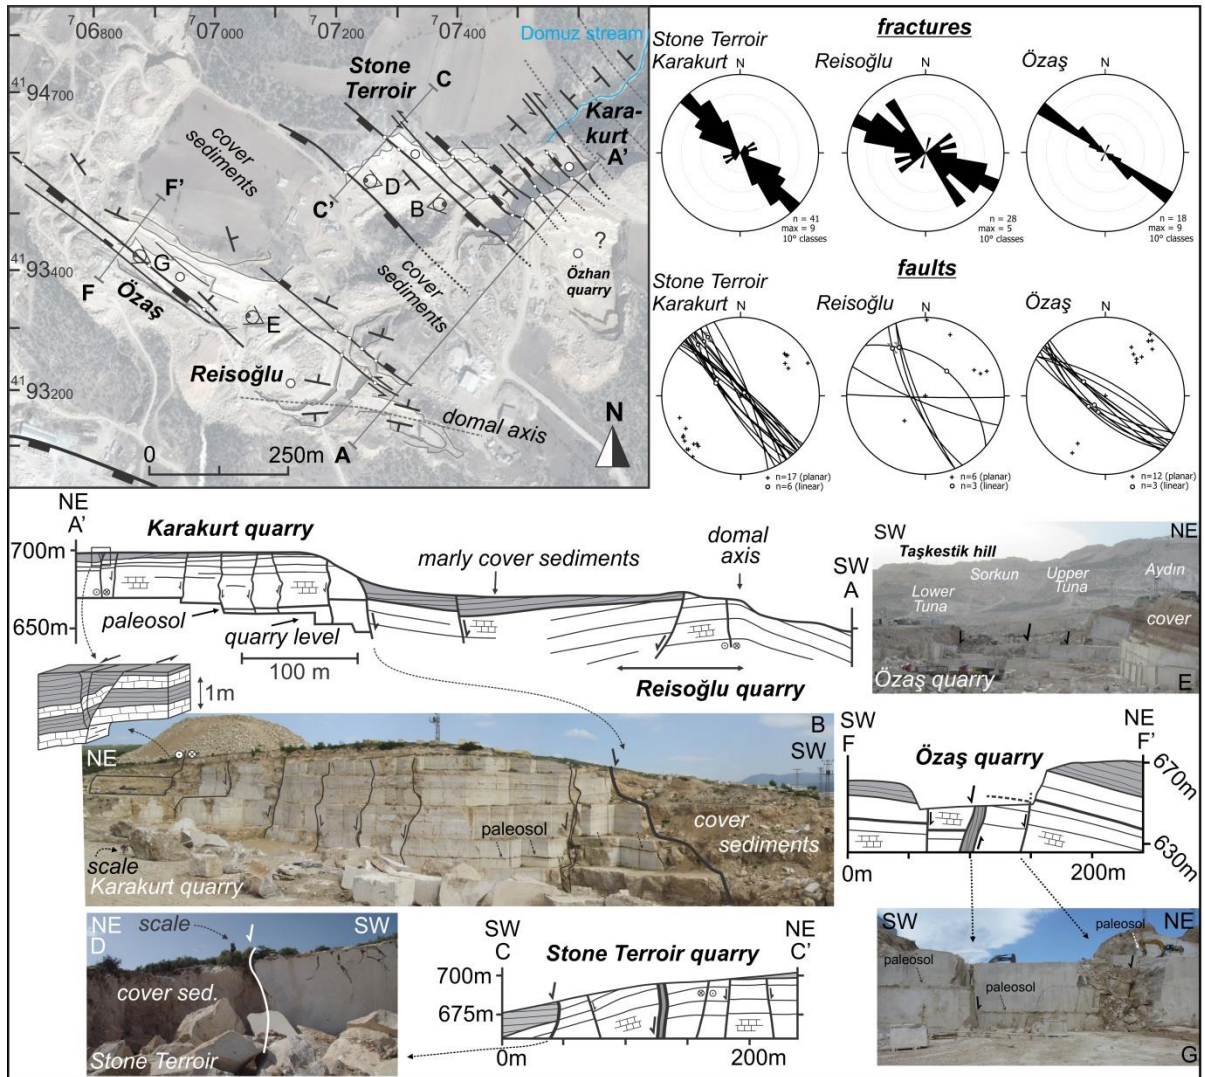 ⁷06⁸⁰⁰
⁷07⁰⁰⁰
⁷07²⁰⁰
⁷07⁴⁰⁰
Domuz stream
⁴¹94⁷⁰⁰
⁴¹93⁴⁰⁰
⁴¹93²⁰⁰
Stone
Terroir
C
Kara-
kurt
A'
cover
sediments
F'
D
B
C'
?
Özhan
quarry
G
F
Özaş
E
cover
sediments
Reisoğlu
domal axis
N
0
250m
A
fractures
Stone Terroir
Karakurt
N
n = 41
max = 9
10° classes
Reisoğlu
N
n = 28
max = 5
10° classes
Özaş
N
n = 18
max = 9
10° classes
faults
Stone Terroir
Karakurt
N
+ n=17 (planar)
o n=6 (linear)
Reisoğlu
N
+ n=6 (planar)
o n=3 (linear)
Özaş
N
+ n=12 (planar)
o n=3 (linear)
NE
A'
Karakurt quarry
700m
650m
marly cover sediments
domal
axis
SW
A
paleosol
quarry level
100 m
Reisoğlu quarry
1m
SW
NE
Taşkestik hill
Sorkun
Lower
Tuna
Upper
Tuna
Aydın
cover
Özaş quarry
E
B
NE
SW
paleosol
cover
sediments
scale
Karakurt quarry
SW
F
NE
F'
Özaş quarry
670m
630m
0m
200m
NE
D
scale
SW
cover sed.
Stone Terroir
SW
C
NE
C'
Stone Terroir quarry
700m
675m
0m
200m
SW
NE
paleosol
paleosol
paleosol
G